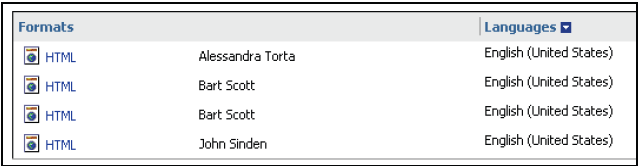 Formats Languages
HTML Alessandra Torta English (United States)
HTML Bart Scott English (United States)
HTML Bart Scott English (United States)
HTML John Sinden English (United States)